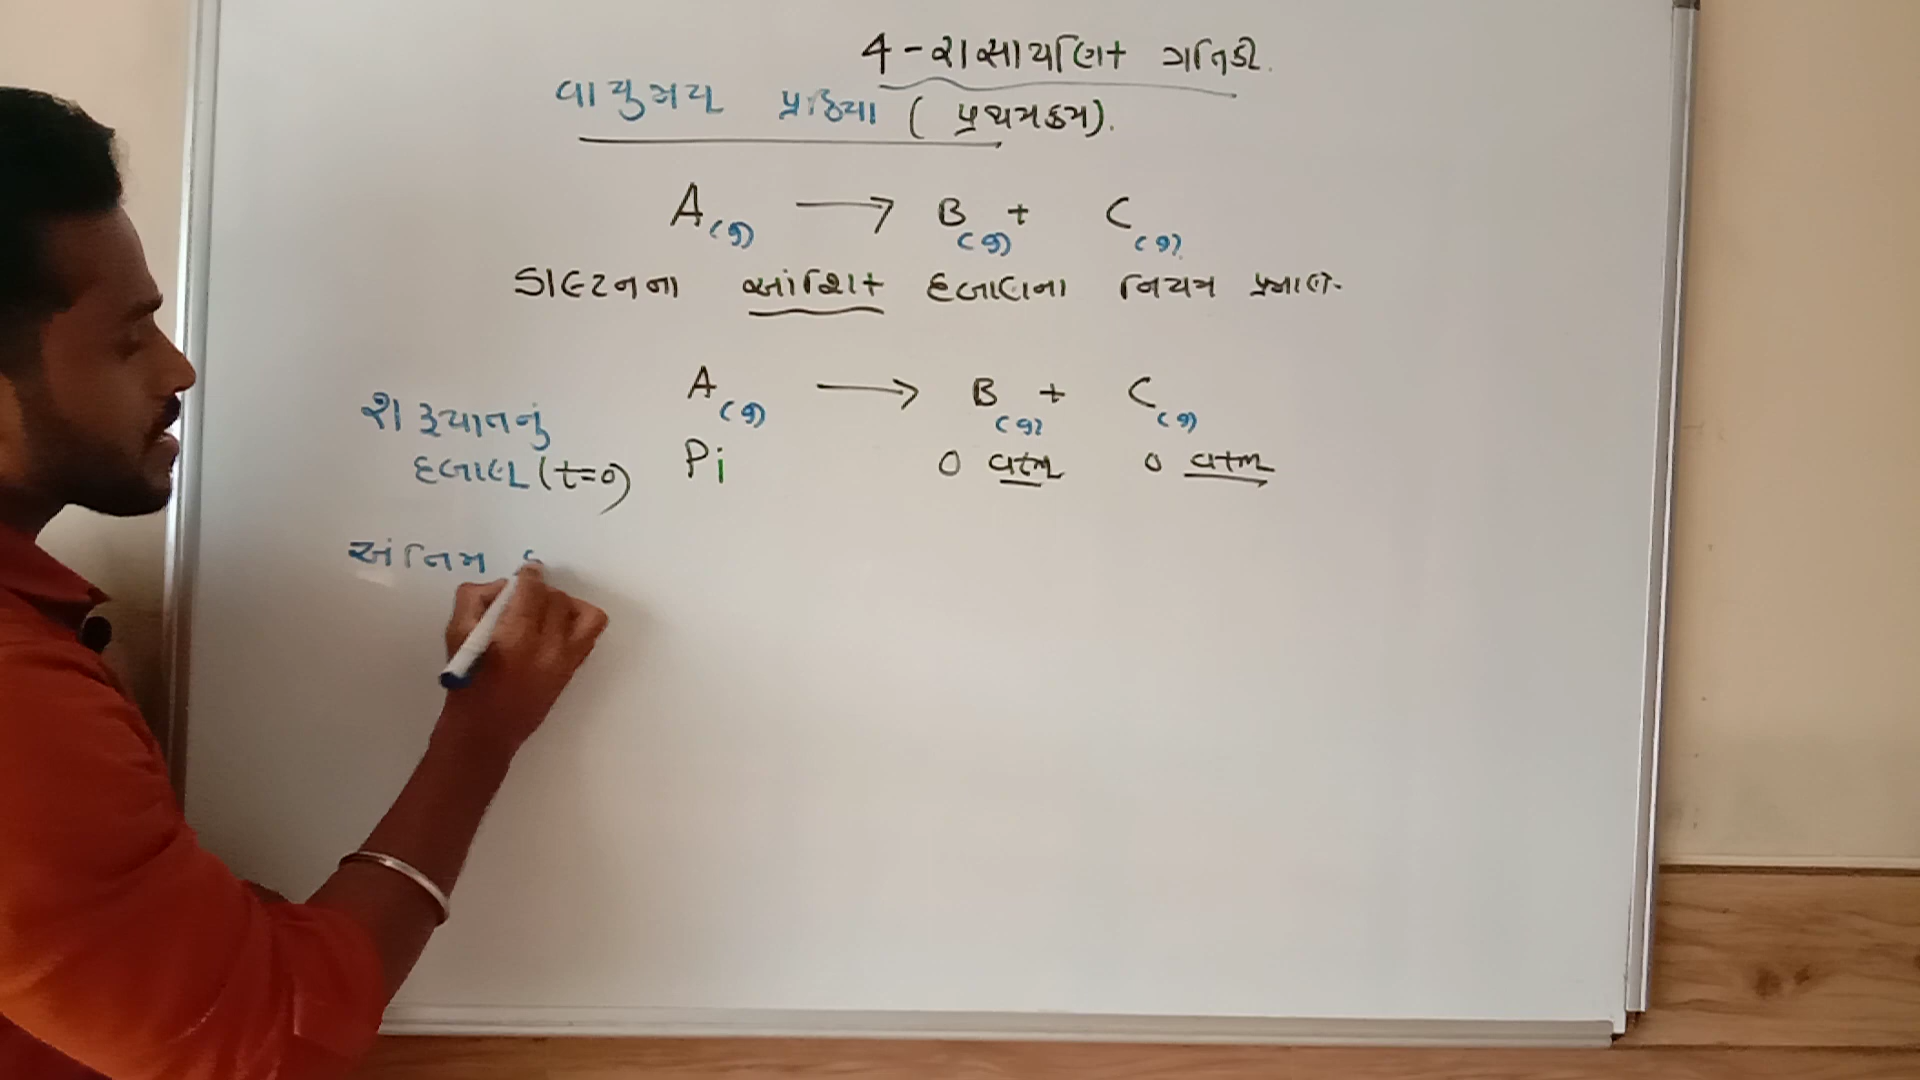 4-રાસાયણિક ગતિકી.
વાયુમય પ્રક્રિયા ( પ્રથમક્રમ).
A(g) ⟶ B(g) + C(g)
ડાલ્ટનના આંશિક દબાણના નિયમ પ્રમાણે-
A(g) ⟶ B(g) + C(g)
શરૂઆતનું
દબાણ (t=0) Pi 0 atm 0 atm
અંતિમ